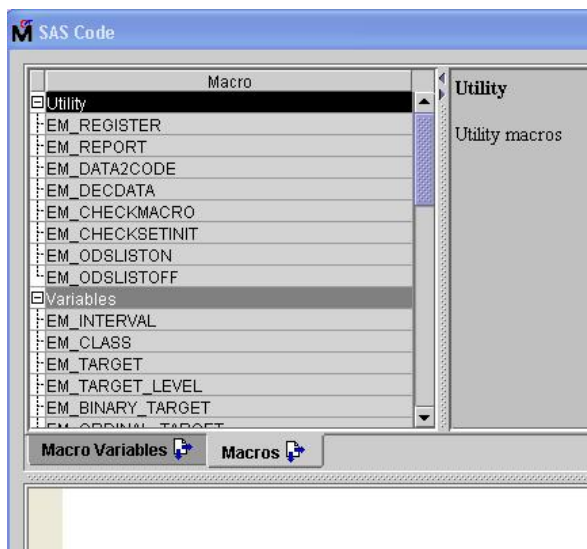 SAS Code
Macro
Utility
EM_REGISTER
EM_REPORT
EM_DATA2CODE
EM_DECDATA
EM_CHECKMACRO
EM_CHECKSETINIT
EM_ODSLISTON
EM_ODSLISTOFF
Variables
EM_INTERVAL
EM_CLASS
EM_TARGET
EM_TARGET_LEVEL
EM_BINARY_TARGET
EM_ORDINAL_TARGET
Utility
Utility macros
Macro Variables
Macros